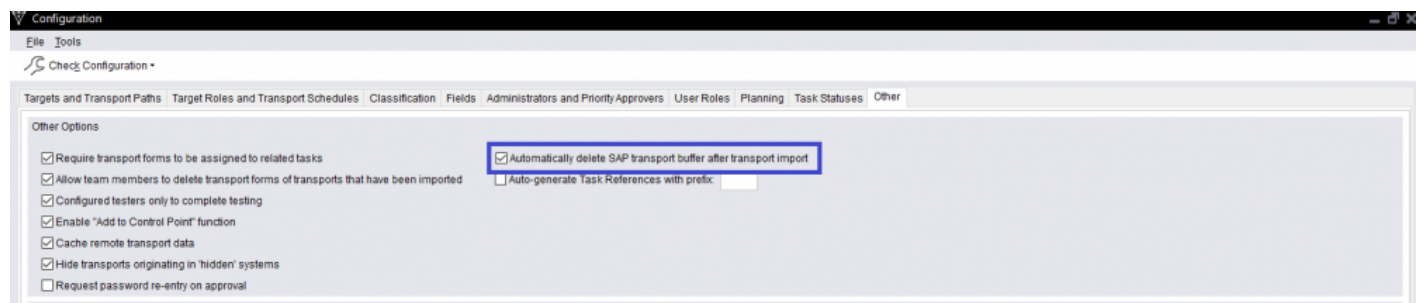 Configuration
File Tools
Check Configuration
Targets and Transport Paths Target Roles and Transport Schedules Classification Fields Administrators and Priority Approvers User Roles Planning Task Statuses Other
Other Options
Require transport forms to be assigned to related tasks
Automatically delete SAP transport buffer after transport import
Allow team members to delete transport forms of transports that have been imported
Auto-generate Task References with prefix:
Configured testers only to complete testing
Enable "Add to Control Point" function
Cache remote transport data
Hide transports originating in 'hidden' systems
Request password re-entry on approval